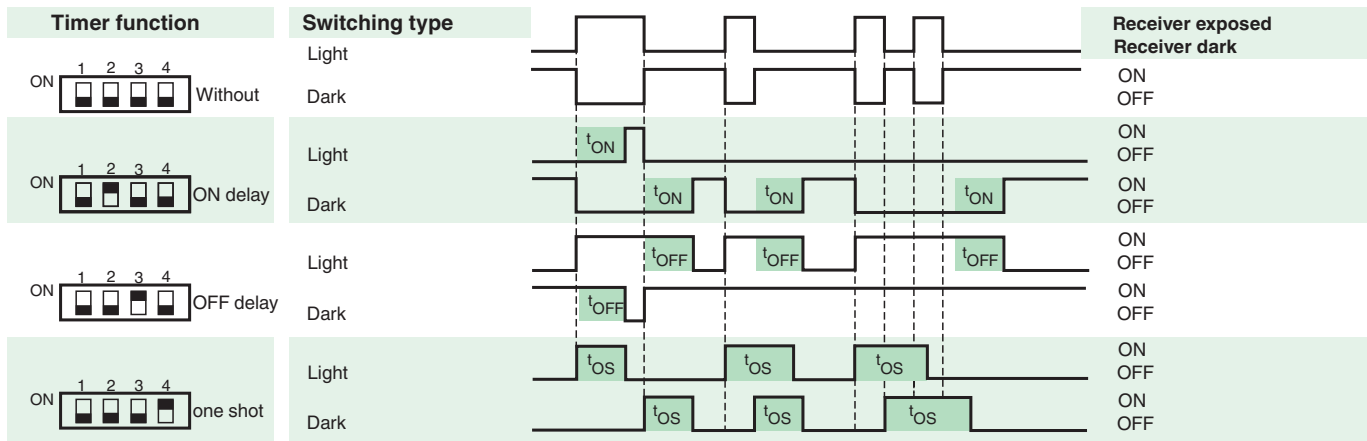 Timer function Switching type Receiver exposed
Receiver dark
Light
1 2 3 4
ON Without
Dark
ON
OFF
Light
tON
ON
OFF
1 2 3 4
ON ON delay
Dark
tON tON tON
ON
OFF
Light
tOFF tOFF tOFF
ON
OFF
1 2 3 4
ON OFF delay
Dark
tOFF
ON
OFF
Light
tOS tOS tOS
ON
OFF
1 2 3 4
ON one shot
Dark
tOS tOS tOS
ON
OFF